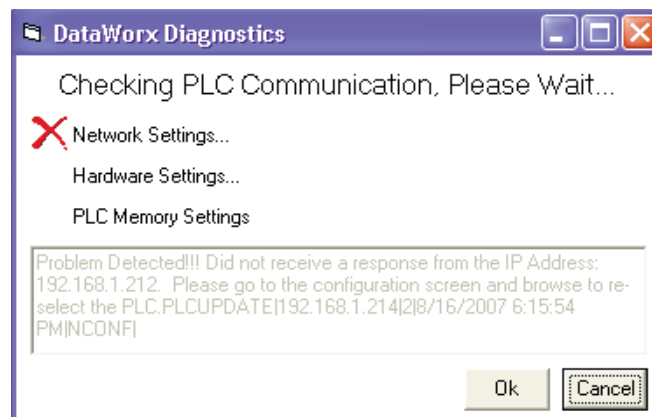 DataWorx Diagnostics
Checking PLC Communication, Please Wait...
Network Settings...
Hardware Settings...
PLC Memory Settings
Problem Detected!!! Did not receive a response from the IP Address:
192.168.1.212.  Please go to the configuration screen and browse to re-
select the PLC.PLCUPDATE|192.168.1.214|2|8/16/2007 6:15:54
PM|NCONF|
Ok
Cancel